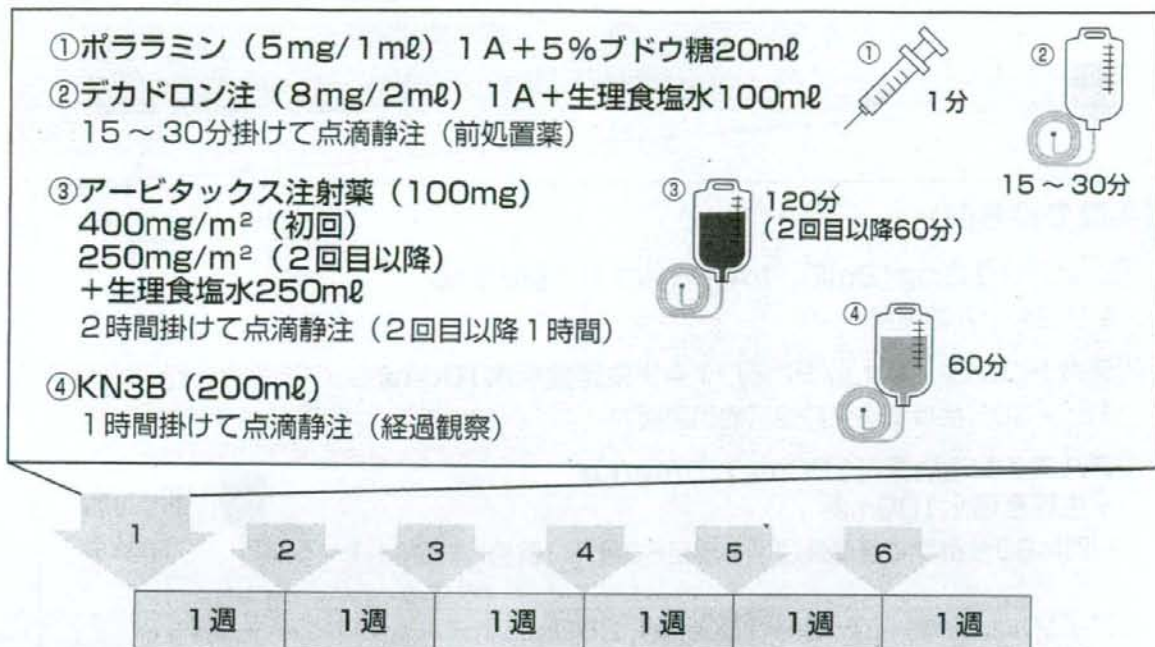 ①ポララミン（5mg/1mℓ）1A＋5%ブドウ糖20mℓ
②デカドロン注（8mg/2mℓ）1A＋生理食塩水100mℓ
15～30分掛けて点滴静注（前処置薬）
①
1分
②
15～30分
③アービタックス注射薬（100mg）
400mg/m²（初回）
250mg/m²（2回目以降）
＋生理食塩水250mℓ
2時間掛けて点滴静注（2回目以降1時間）
③
120分
（2回目以降60分）
④KN3B（200mℓ）
1時間掛けて点滴静注（経過観察）
④
60分
1 2 3 4 5 6
1週 1週 1週 1週 1週 1週